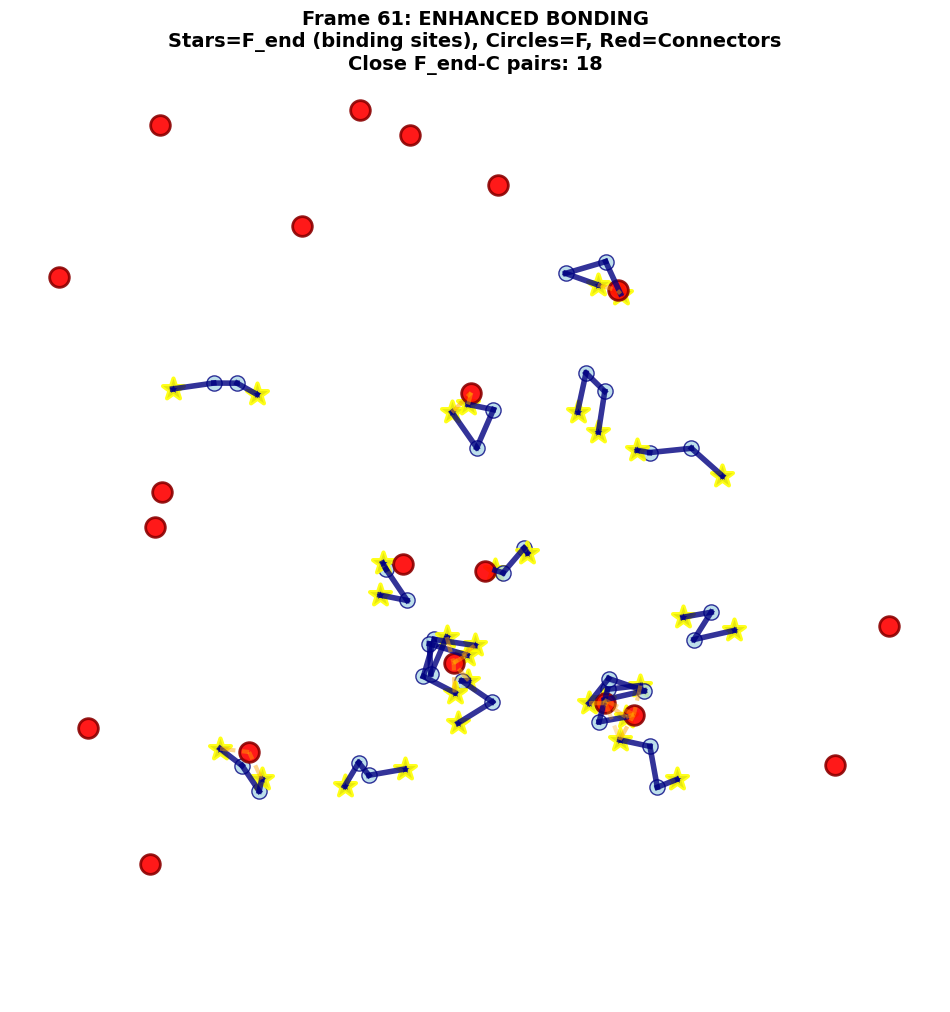 Frame 61: ENHANCED BONDING
Stars=F_end (binding sites), Circles=F, Red=Connectors
Close F_end-C pairs: 18